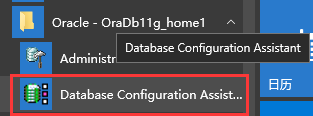 Oracle - OraDb11g_home1
Database Configuration Assistant
Administr
Database Configuration Assist...
日历